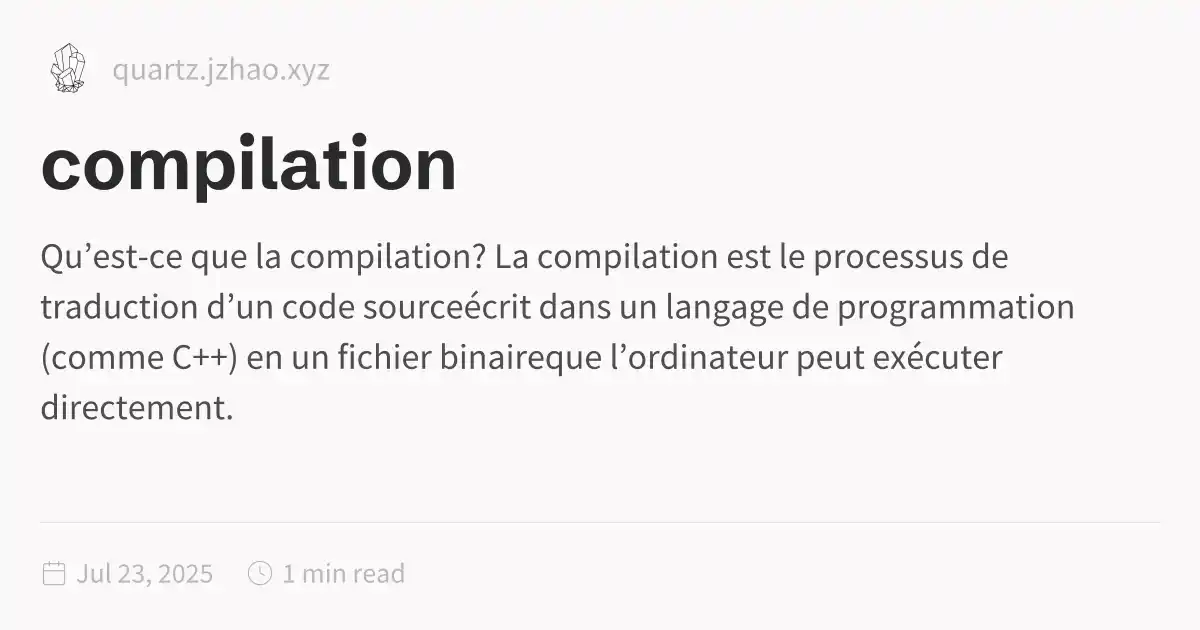 quartz.jzhao.xyz
compilation
Qu’est-ce que la compilation? La compilation est le processus de
traduction d’un code sourceécrit dans un langage de programmation
(comme C++) en un fichier binaireque l’ordinateur peut exécuter
directement.
Jul 23, 2025 1 min read